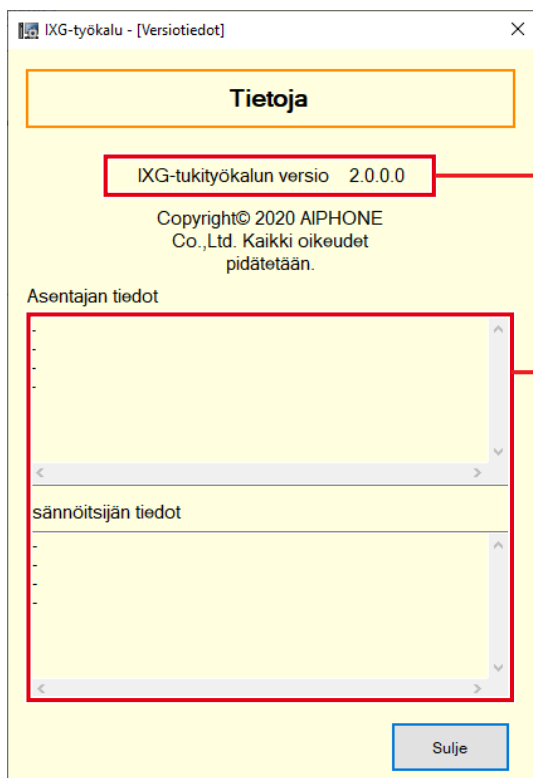 IXG-työkalu - [Versiotiedot]
Tietoja
IXG-tukityökalun versio 2.0.0.0
Copyright© 2020 AIPHONE
Co.,Ltd. Kaikki oikeudet
pidätetään.
Asentajan tiedot
-
-
-
-
sännöitsijän tiedot
-
-
-
-
Sulje